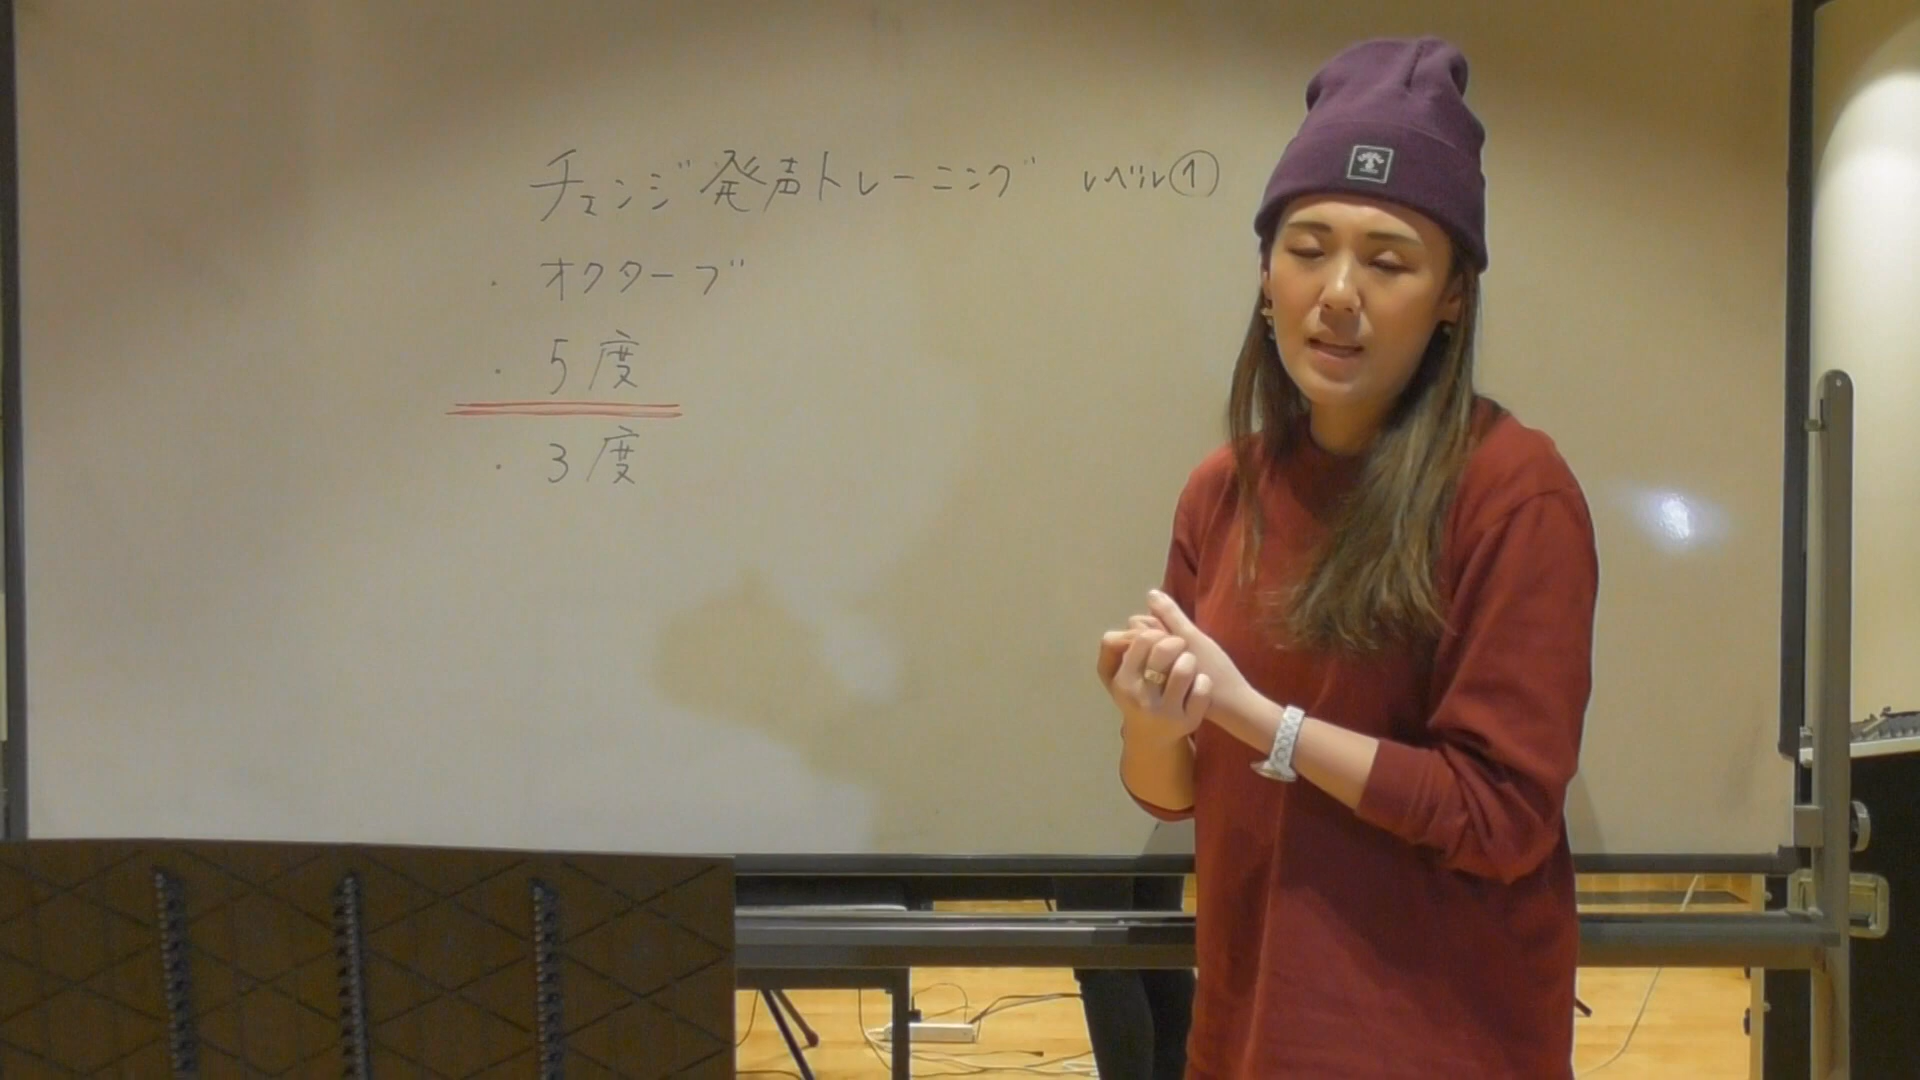 チェンジ発声トレーニング レベル①
・オクターブ
・5度
・3度